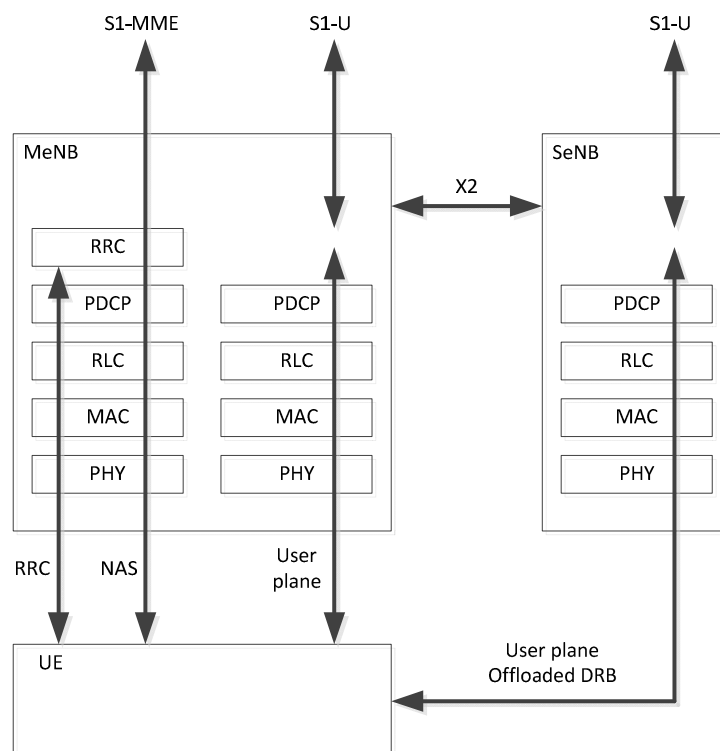 S1-MME
S1-U
S1-U
MeNB
SeNB
X2
RRC
PDCP
PDCP
PDCP
RLC
RLC
RLC
MAC
MAC
MAC
PHY
PHY
PHY
RRC
NAS
User
plane
UE
User plane
Offloaded DRB